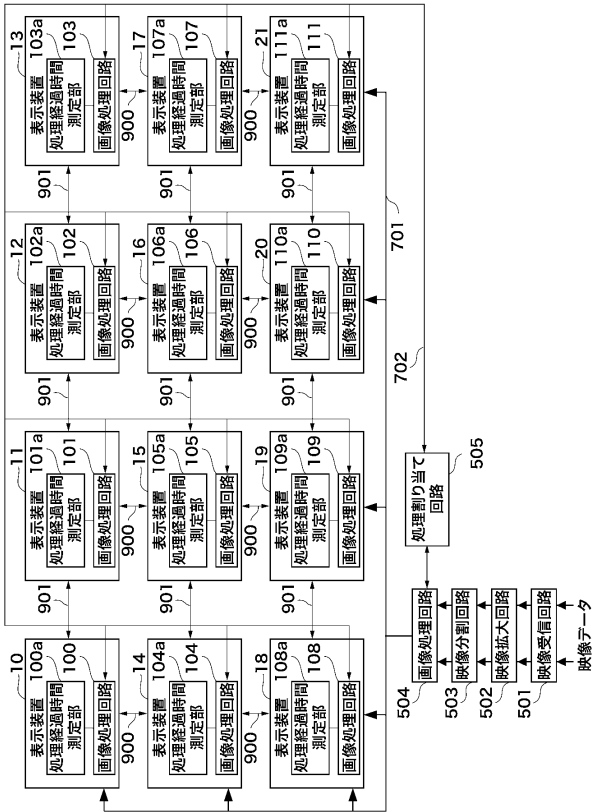 13
表示装置
103a
処理経過時間
測定部
103
画像処理回路
900
17
表示装置
107a
処理経過時間
測定部
107
画像処理回路
900
21
表示装置
111a
処理経過時間
測定部
111
画像処理回路
901
901
901
701
12
表示装置
102a
処理経過時間
測定部
102
画像処理回路
900
16
表示装置
106a
処理経過時間
測定部
106
画像処理回路
900
20
表示装置
110a
処理経過時間
測定部
110
画像処理回路
702
901
901
901
11
表示装置
101a
処理経過時間
測定部
101
画像処理回路
900
15
表示装置
105a
処理経過時間
測定部
105
画像処理回路
900
19
表示装置
109a
処理経過時間
測定部
109
画像処理回路
処理割り当て
回路
505
901
901
901
10
表示装置
100a
処理経過時間
測定部
100
画像処理回路
900
14
表示装置
104a
処理経過時間
測定部
104
画像処理回路
900
18
表示装置
108a
処理経過時間
測定部
108
画像処理回路
画像処理回路
504
映像分割回路
503
映像拡大回路
502
映像受信回路
501
映像データ